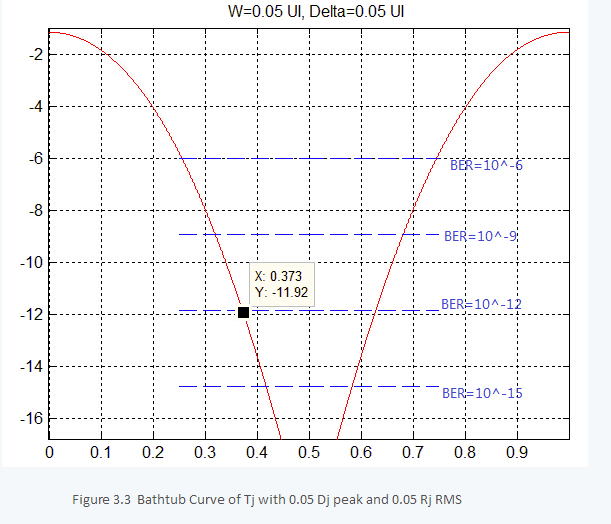 W=0.05 UI, Delta=0.05 UI
-2
-4
-6
BER=10^-6
-8
BER=10^-9
-10
X: 0.373
Y: -11.92
BER=10^-12
-12
-14
BER=10^-15
-16
0 0.1 0.2 0.3 0.4 0.5 0.6 0.7 0.8 0.9
Figure 3.3 Bathtub Curve of Tj with 0.05 Dj peak and 0.05 Rj RMS